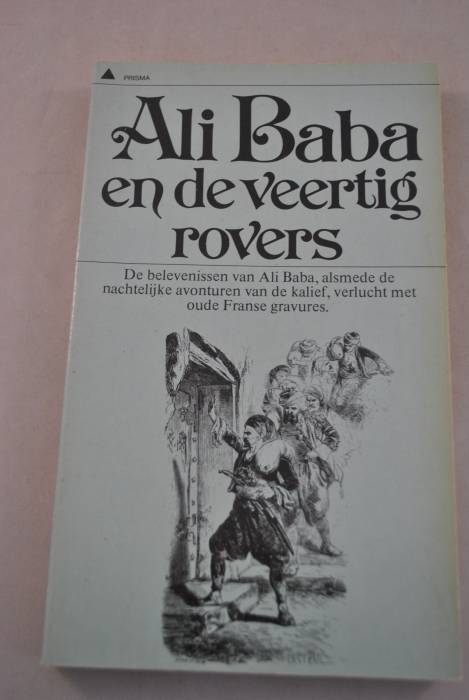 PRISMA
Ali Baba
en de veertig
rovers
De belevenissen van Ali Baba, alsmede de
nachtelijke avonturen van de kalief, verlucht met
oude Franse gravures.